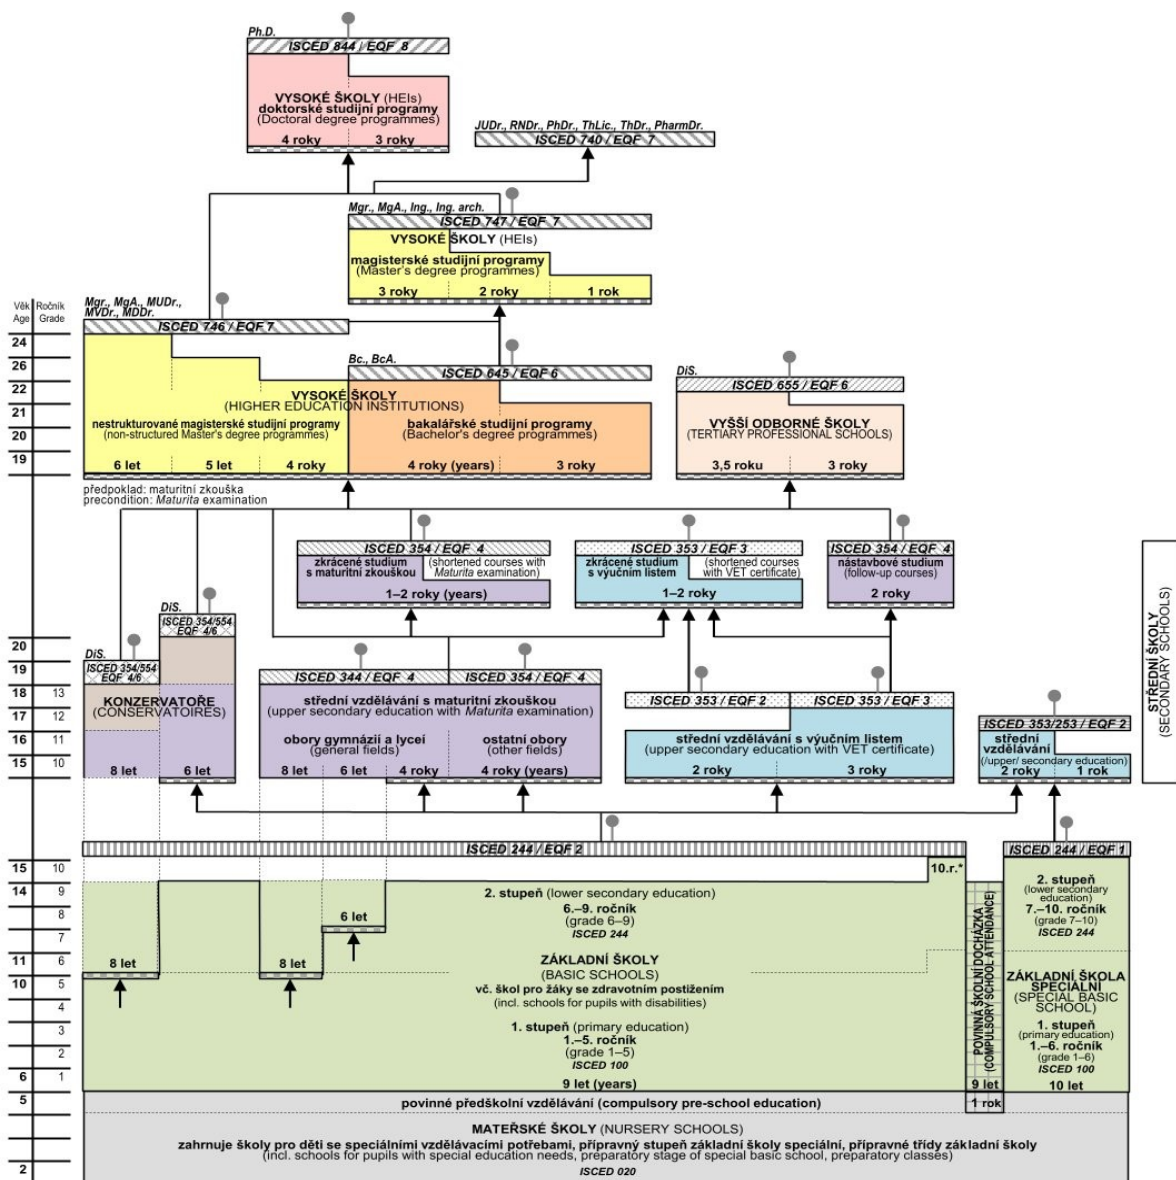 Ph.D.
ISCED 844 / EQF 8
VYSOKÉ ŠKOLY (HEIs)
doktorské studijní programy
(Doctoral degree programmes)
4 roky 3 roky
JUDr., RNDr., PhDr., ThLic., ThDr., PharmDr.
ISCED 740 / EQF 7
Mgr., MgA., Ing., Ing. arch.
ISCED 747 / EQF 7
VYSOKÉ ŠKOLY (HEIs)
magisterské studijní programy
(Master's degree programmes)
3 roky 2 roky 1 rok
Věk Ročník
Age Grade
Mgr., MgA., MUDr.,
MVDr., MDDr.
ISCED 746 / EQF 7
24
26
22
21
20
19
Bc., BcA.
ISCED 645 / EQF 6
VYSOKÉ ŠKOLY
(HIGHER EDUCATION INSTITUTIONS)
nestrukturované magisterské studijní programy
(non-structured Master's degree programmes)
6 let 5 let 4 roky
bakalářské studijní programy
(Bachelor's degree programmes)
4 roky (years) 3 roky
DiS.
ISCED 655 / EQF 6
VYŠŠÍ ODBORNÉ ŠKOLY
(TERTIARY PROFESSIONAL SCHOOLS)
3,5 roku 3 roky
předpoklad: maturitní zkouška
precondition: Maturita examination
ISCED 354 / EQF 4
zkrácené studium
s maturitní zkouškou
(shortened courses with
Maturita examination)
1–2 roky (years)
ISCED 353 / EQF 3
zkrácené studium
s výučním listem
(shortened courses
with VET certificate)
1–2 roky
ISCED 354 / EQF 4
nástavbové studium
(follow-up courses)
2 roky
STŘEDNÍ ŠKOLY
(SECONDARY SCHOOLS)
20
19
18 13
17 12
16 11
15 10
DiS.
ISCED 354/554
EQF 4/6
DiS.
ISCED 354/554
EQF 4/6
KONZERVATOŘE
(CONSERVATOIRES)
8 let 6 let
ISCED 344 / EQF 4
ISCED 354 / EQF 4
střední vzdělávání s maturitní zkouškou
(upper secondary education with Maturita examination)
obory gymnázií a lyceí
(general fields)
ostatní obory
(other fields)
8 let 6 let 4 roky 4 roky (years)
ISCED 353 / EQF 2
ISCED 353 / EQF 3
střední vzdělávání s výučním listem
(upper secondary education with VET certificate)
2 roky 3 roky
ISCED 353/253 / EQF 2
střední
vzdělávání
(/upper/ secondary education)
2 roky 1 rok
ISCED 244 / EQF 2
ISCED 244 / EQF 1
15 10
14 9
8
7
11 6
10 5
4
3
2
6 1
5
2
10.r.*
2. stupeň (lower secondary education)
6.–9. ročník
(grade 6–9)
ISCED 244
6 let
8 let
8 let
ZÁKLADNÍ ŠKOLY
(BASIC SCHOOLS)
vč. škol pro žáky se zdravotním postižením
(incl. schools for pupils with disabilities)
1. stupeň (primary education)
1.–5. ročník
(grade 1–5)
ISCED 100
9 let (years)
POVINNÁ ŠKOLNÍ DOCHÁZKA
(COMPULSORY SCHOOL ATTENDANCE)
9 let
1 rok
2. stupeň
(lower secondary
education)
7.–10. ročník
(grade 7–10)
ISCED 244
ZÁKLADNÍ ŠKOLA
SPECIÁLNÍ
(SPECIAL BASIC
SCHOOL)
1. stupeň
(primary education)
1.–6. ročník
(grade 1–6)
ISCED 100
10 let
povinné předškolní vzdělávání (compulsory pre-school education)
MATEŘSKÉ ŠKOLY (NURSERY SCHOOLS)
zahrnuje školy pro děti se speciálními vzdělávacími potřebami, přípravný stupeň základní školy speciální, přípravné třídy základní školy
(incl. schools for pupils with special education needs, preparatory stage of special basic school, preparatory classes)
ISCED 020